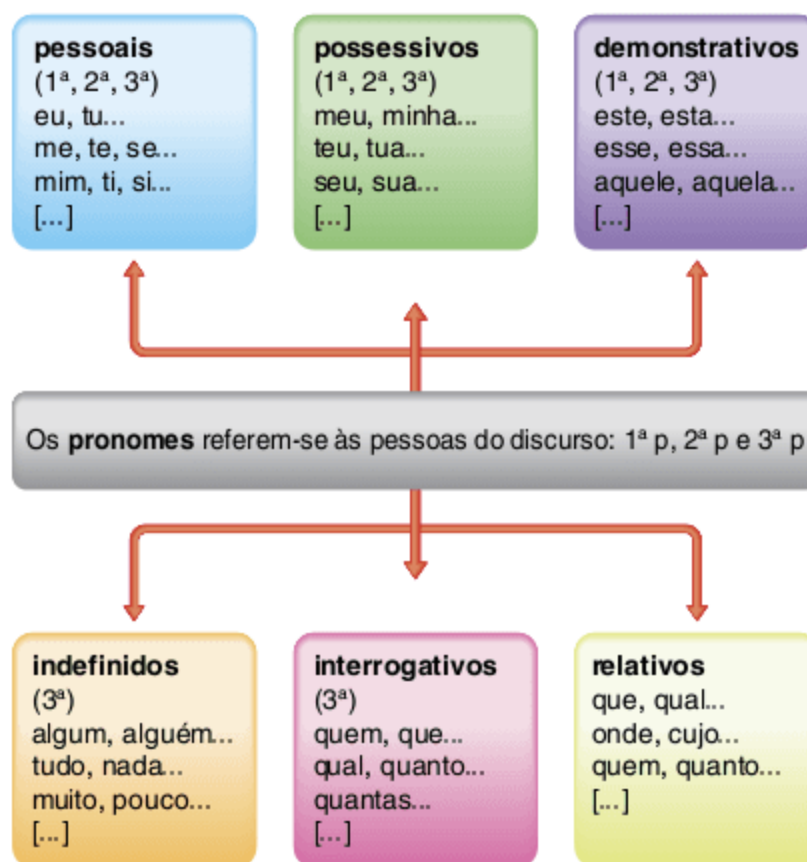 pessoais
(1ª, 2ª, 3ª)
eu, tu...
me, te, se...
mim, ti, si...
[...]
possessivos
(1ª, 2ª, 3ª)
meu, minha...
teu, tua...
seu, sua...
[...]
demonstrativos
(1ª, 2ª, 3ª)
este, esta...
esse, essa...
aquele, aquela...
[...]
Os pronomes referem-se às pessoas do discurso: 1ª p, 2ª p e 3ª p
indefinidos
(3ª)
algum, alguém...
tudo, nada...
muito, pouco...
[...]
interrogativos
(3ª)
quem, que...
qual, quanto...
quantas...
[...]
relativos
que, qual...
onde, cujo...
quem, quanto...
[...]